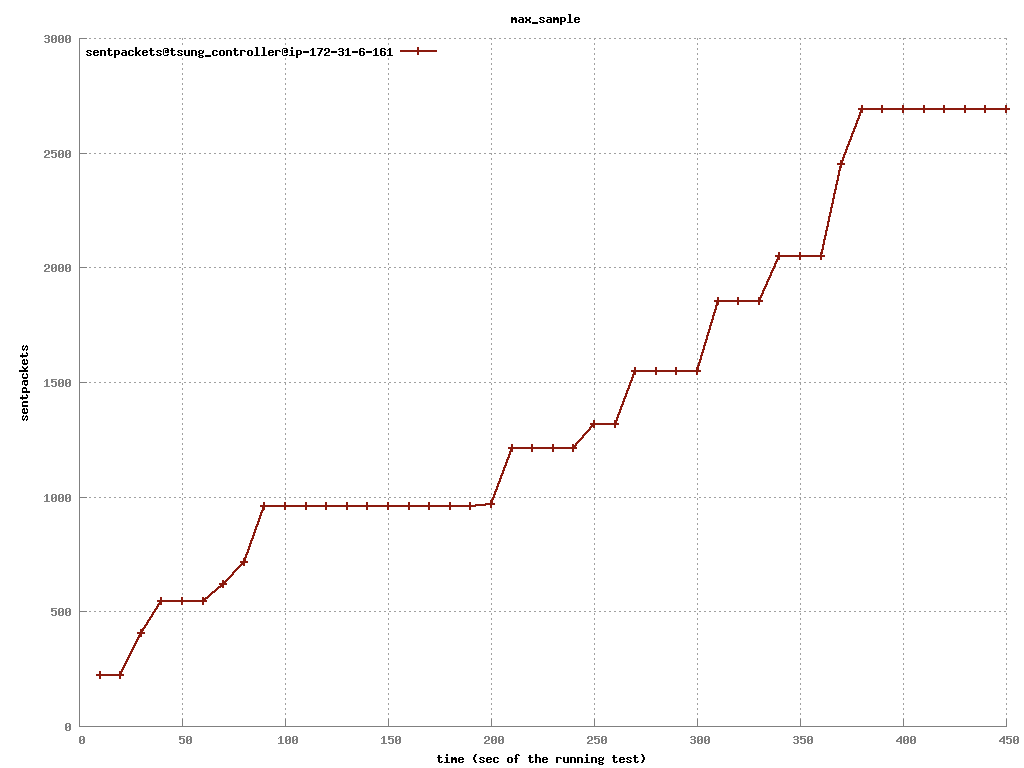 max_sample
3000
sentpackets@tsung_controller@ip-172-31-6-161
2500
2000
1500
1000
500
0
sentpackets
0 50 100 150 200 250 300 350 400 450
time (sec of the running test)